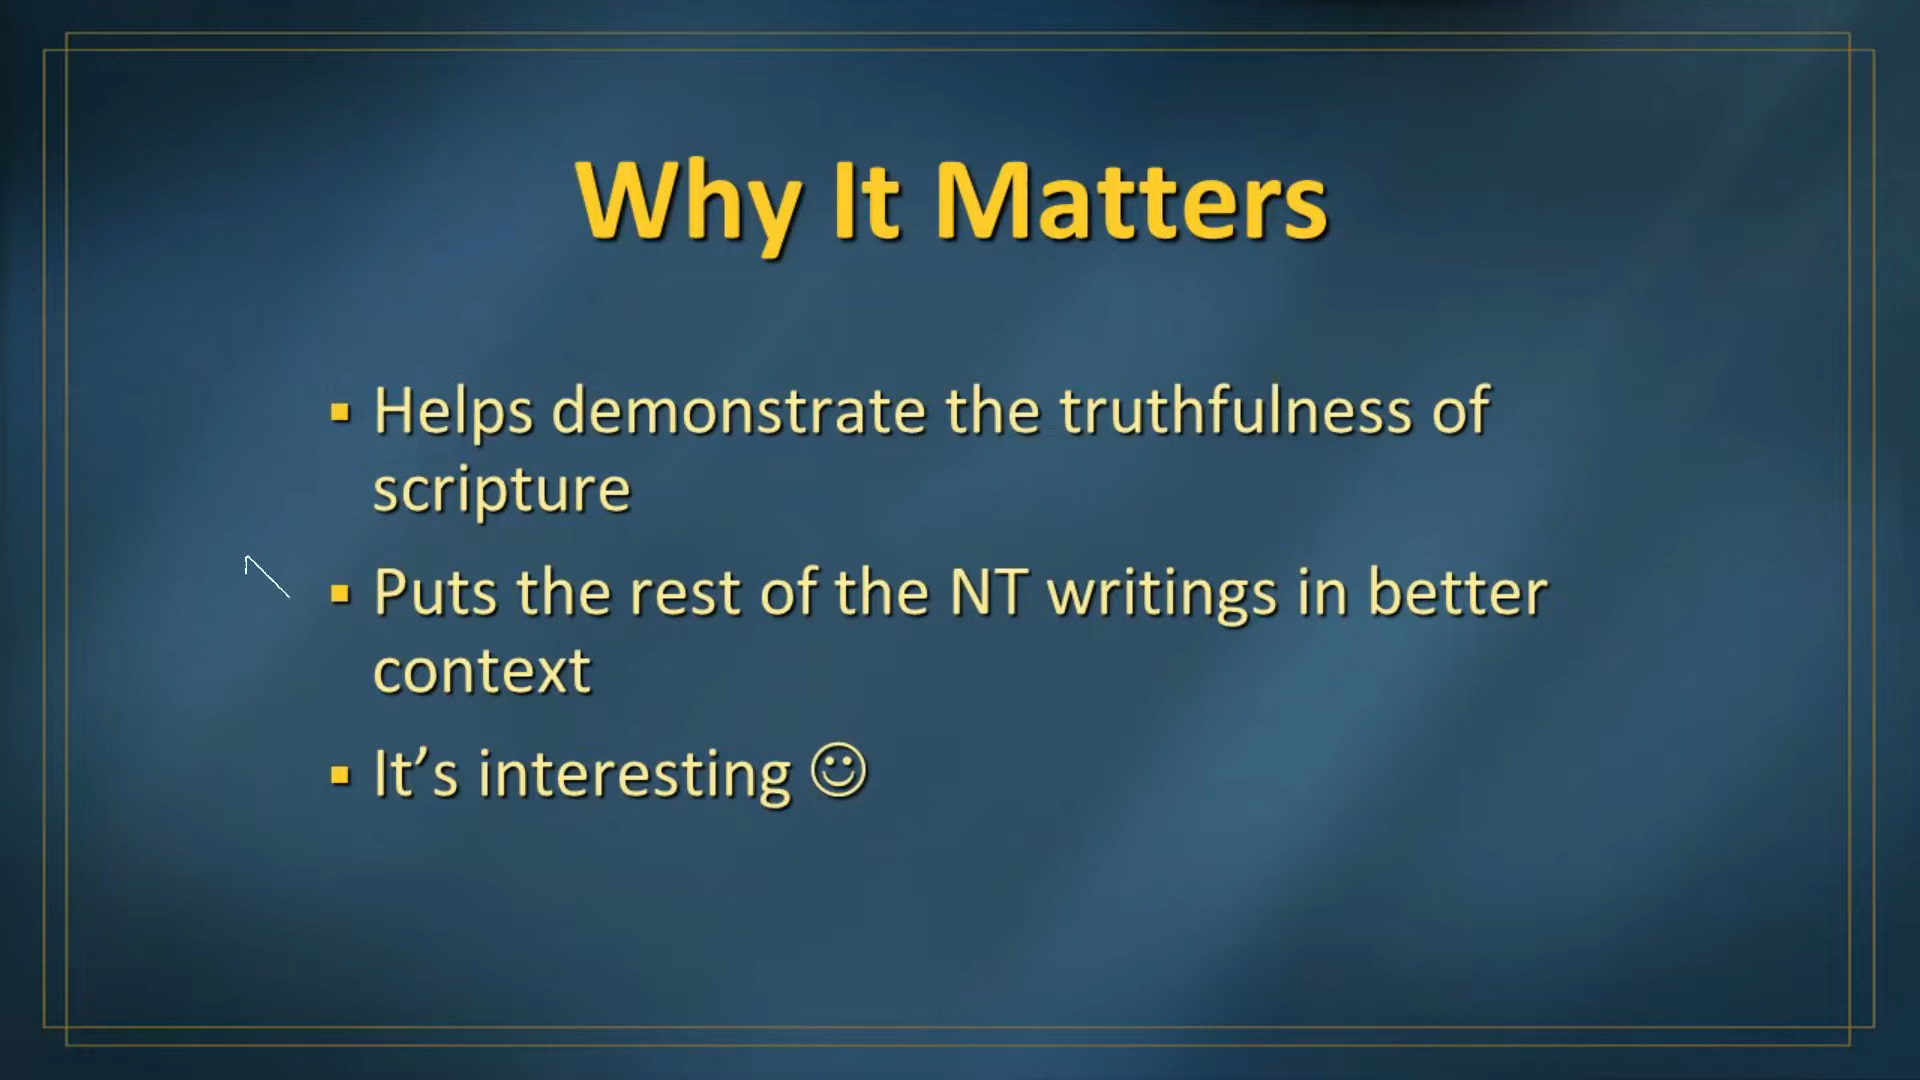 Why It Matters
▪ Helps demonstrate the truthfulness of
scripture
▪ Puts the rest of the NT writings in better
context
▪ It’s interesting ☺